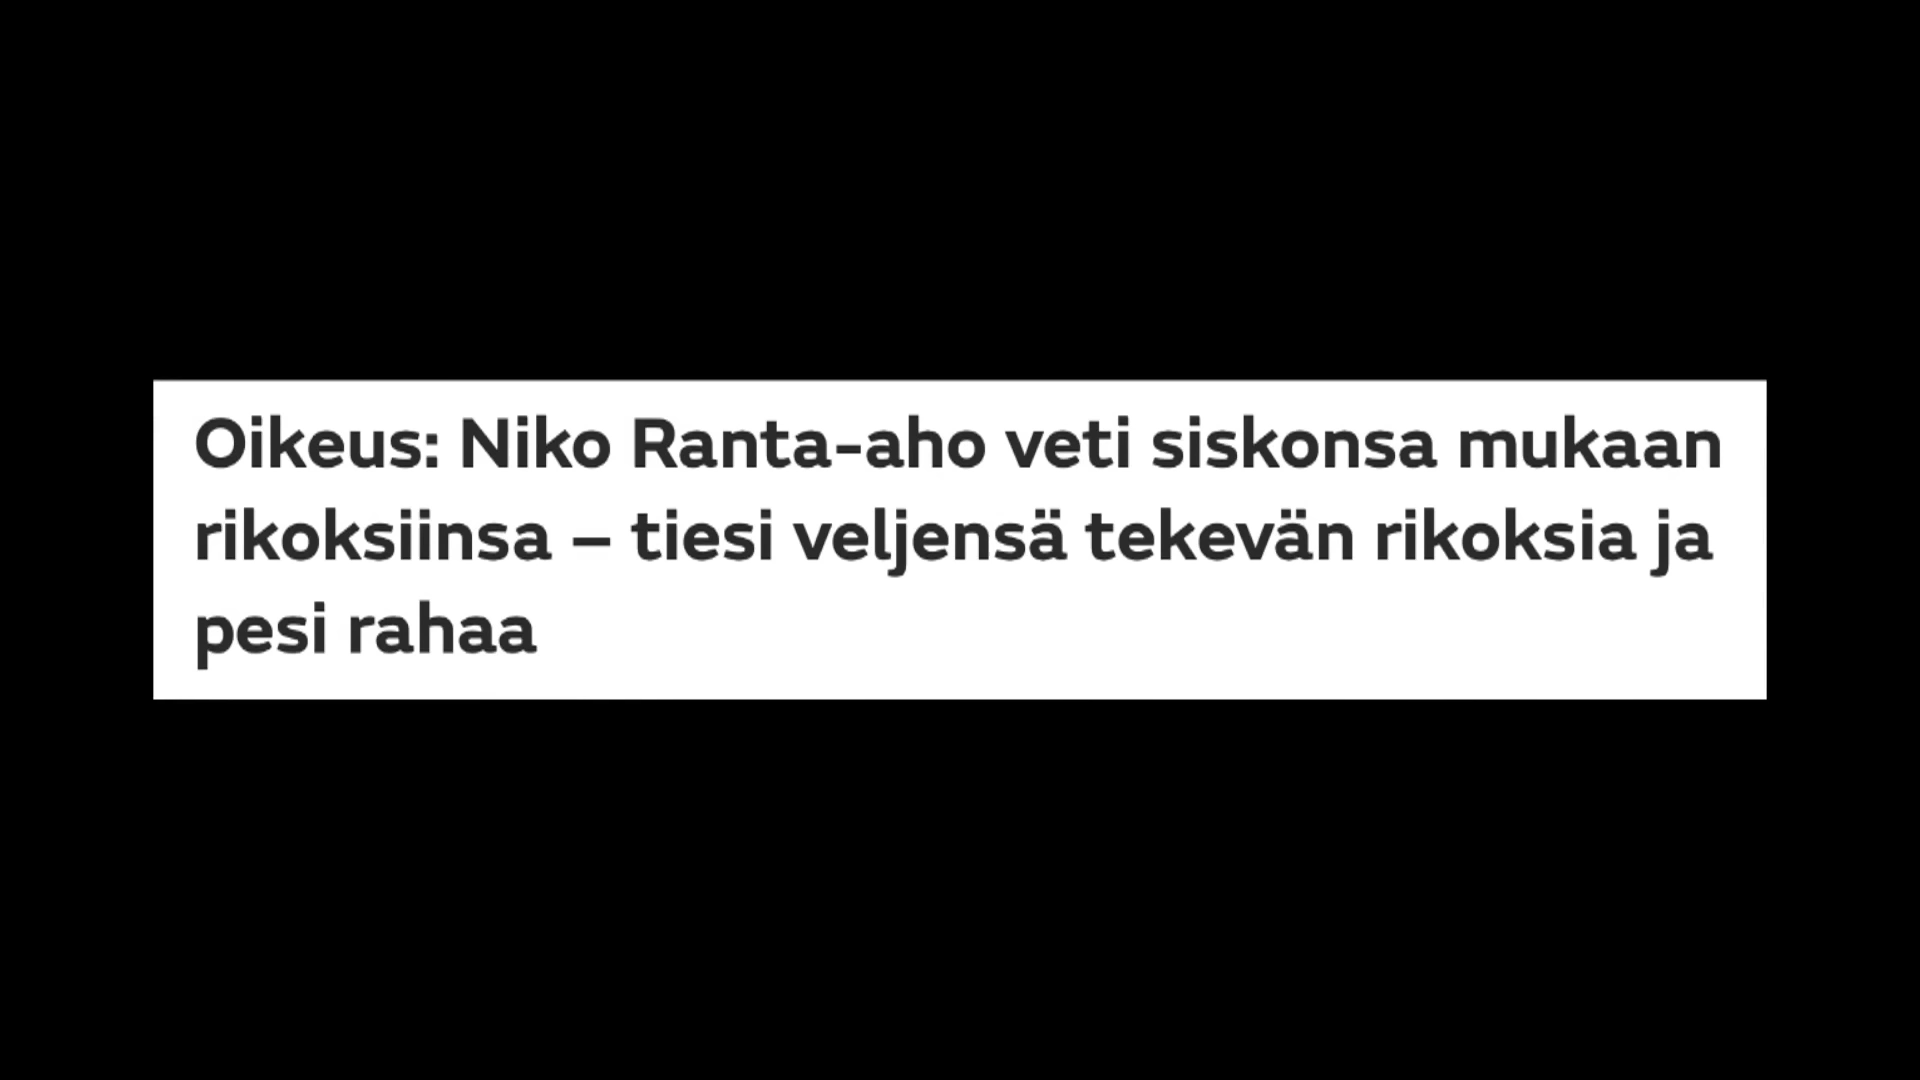 Oikeus: Niko Ranta-aho veti siskonsa mukaan
rikoksiinsa – tiesi veljensä tekevän rikoksia ja
pesi rahaa